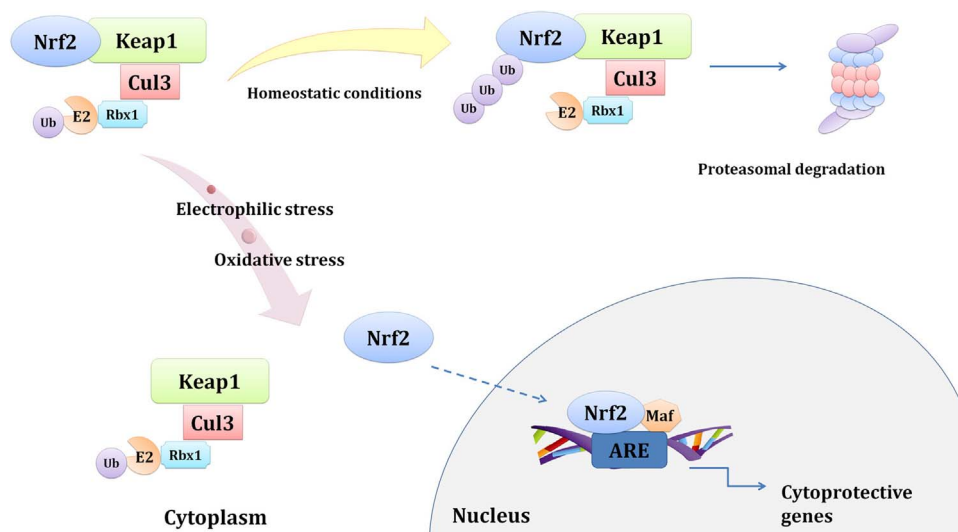 Nrf2
Keap1
Cul3
Ub
E2
Rbx1
Homeostatic conditions
Nrf2
Keap1
Ub
Ub
Ub
Cul3
E2
Rbx1
Proteasomal degradation
Electrophilic stress
Oxidative stress
Nrf2
Keap1
Cul3
Ub
E2
Rbx1
Nrf2
Maf
ARE
Cytoprotective
genes
Cytoplasm
Nucleus